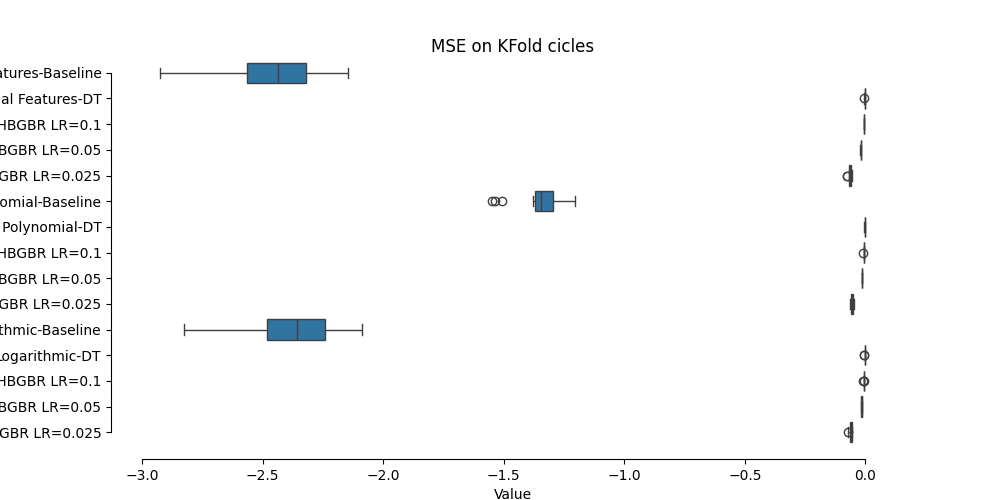 MSE on KFold cicles
atures-Baseline
al Features-DT
HBGBR LR=0.1
BGBR LR=0.05
GBR LR=0.025
omial-Baseline
Polynomial-DT
HBGBR LR=0.1
BGBR LR=0.05
GBR LR=0.025
thmic-Baseline
Logarithmic-DT
HBGBR LR=0.1
BGBR LR=0.05
GBR LR=0.025
−3.0 −2.5 −2.0 −1.5 −1.0 −0.5 0.0
Value